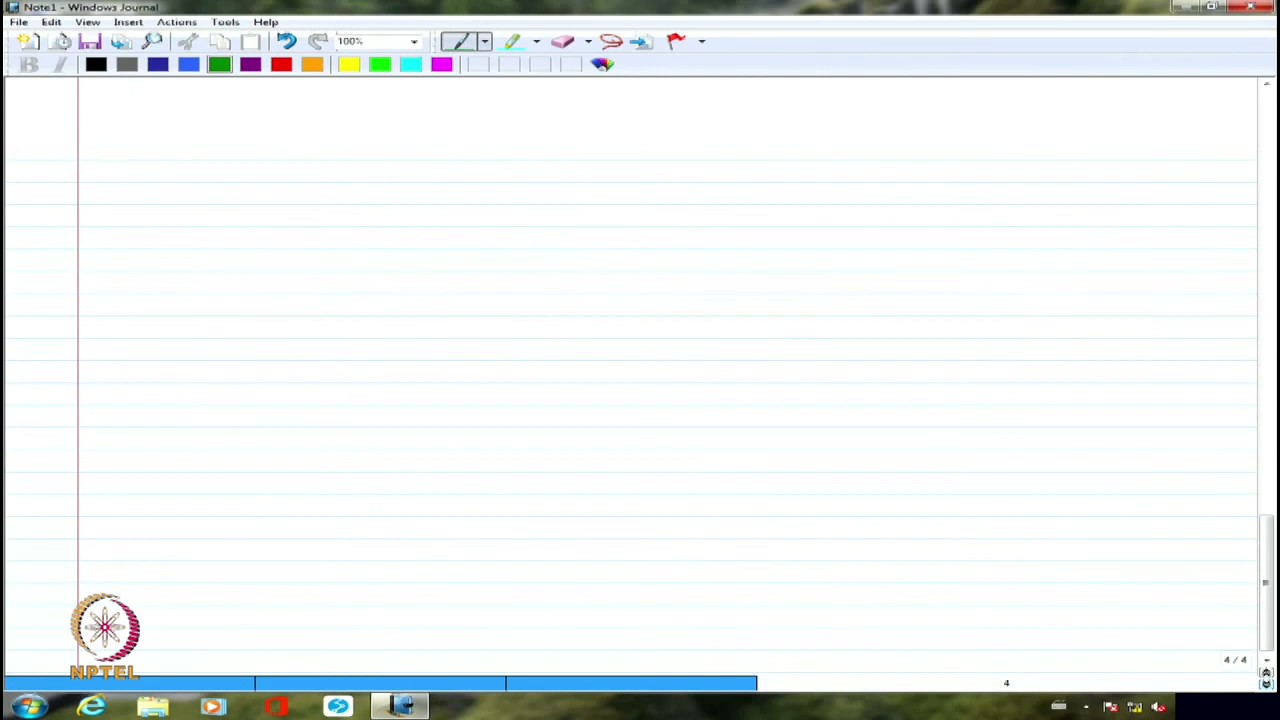 Note1 - Windows Journal
File Edit View Insert Actions Tools Help
100%
B I
NPTEL
4 / 4
4